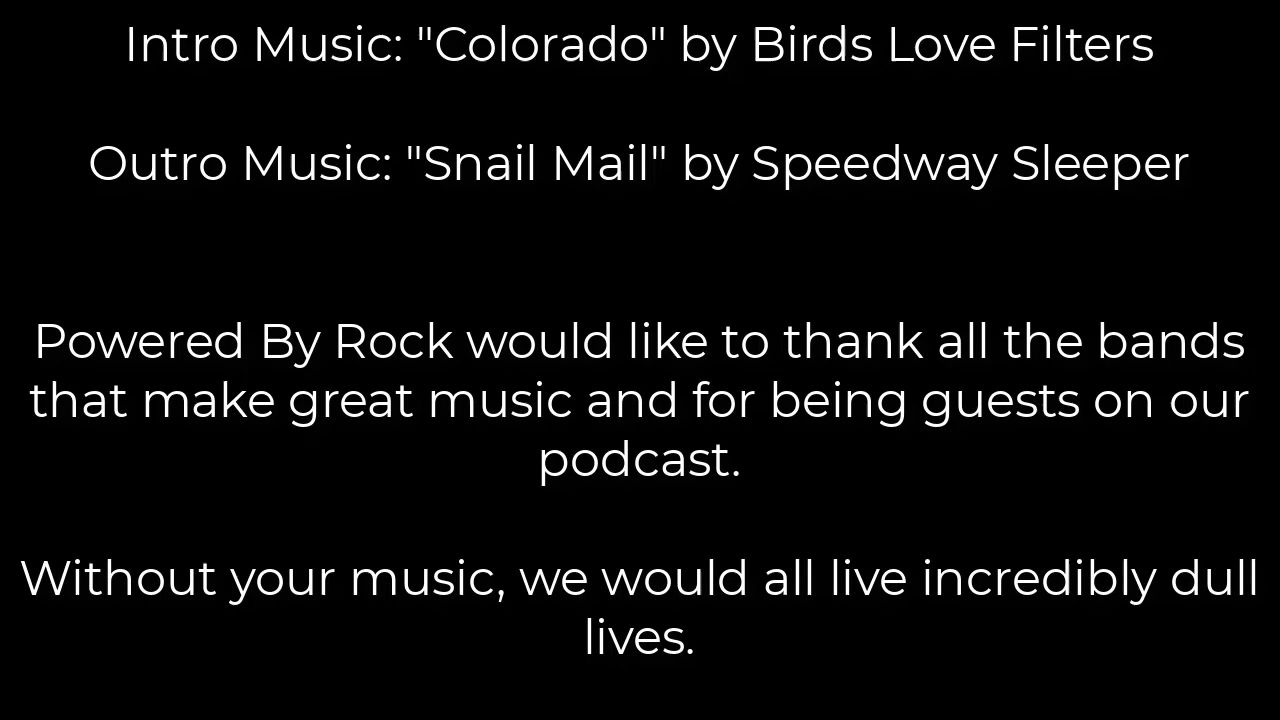 Intro Music: "Colorado" by Birds Love Filters
Outro Music: "Snail Mail" by Speedway Sleeper
Powered By Rock would like to thank all the bands
that make great music and for being guests on our
podcast.
Without your music, we would all live incredibly dull
lives.